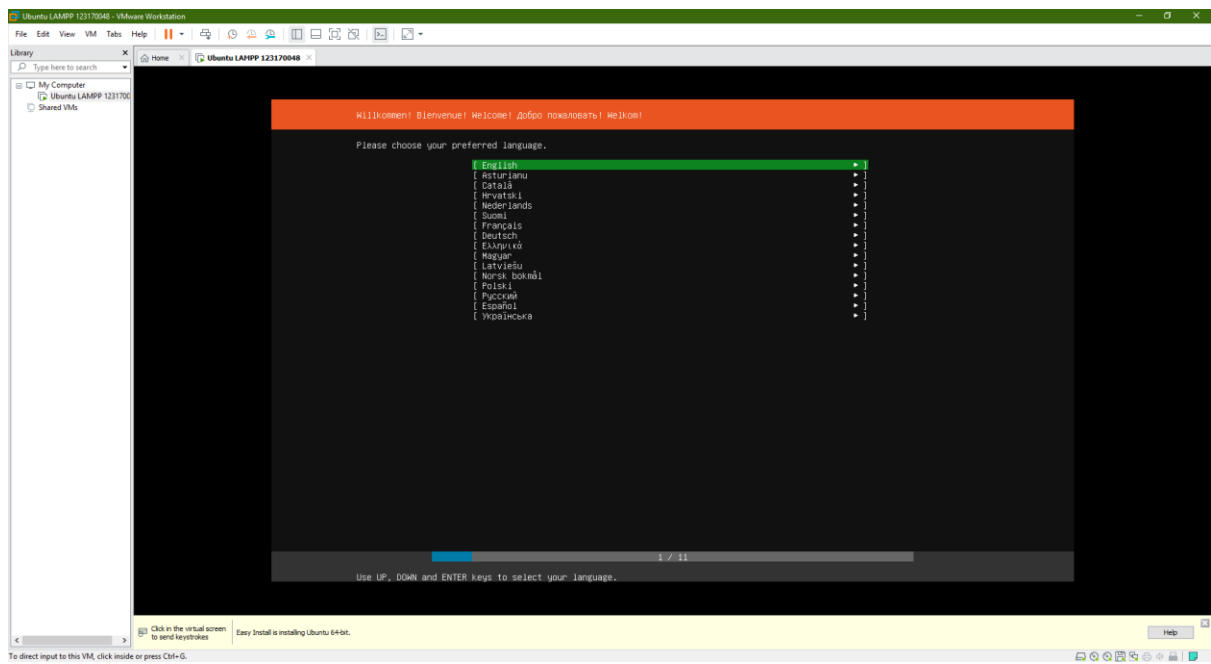 Ubuntu LAMPP 123170048 - VMware Workstation
File Edit View VM Tabs Help
Library
Home
Ubuntu LAMPP 123170048
Type here to search
My Computer
Ubuntu LAMPP 1231700
Shared VMs
Willkommen! Bienvenue! Welcome! Добро пожаловать! Welkom!
Please choose your preferred language.
[ English ► ]
[ Asturianu ► ]
[ Català ► ]
[ Hrvatski ► ]
[ Nederlands ► ]
[ Suomi ► ]
[ Français ► ]
[ Deutsch ► ]
[ Ελληνικά ► ]
[ Magyar ► ]
[ Latviešu ► ]
[ Norsk bokmål ► ]
[ Polski ► ]
[ Русский ► ]
[ Español ► ]
[ Українська ► ]
1 / 11
Use UP, DOWN and ENTER keys to select your language.
Click in the virtual screen
to send keystrokes
Easy Install is installing Ubuntu 64-bit.
Help
To direct input to this VM, click inside or press Ctrl+G.